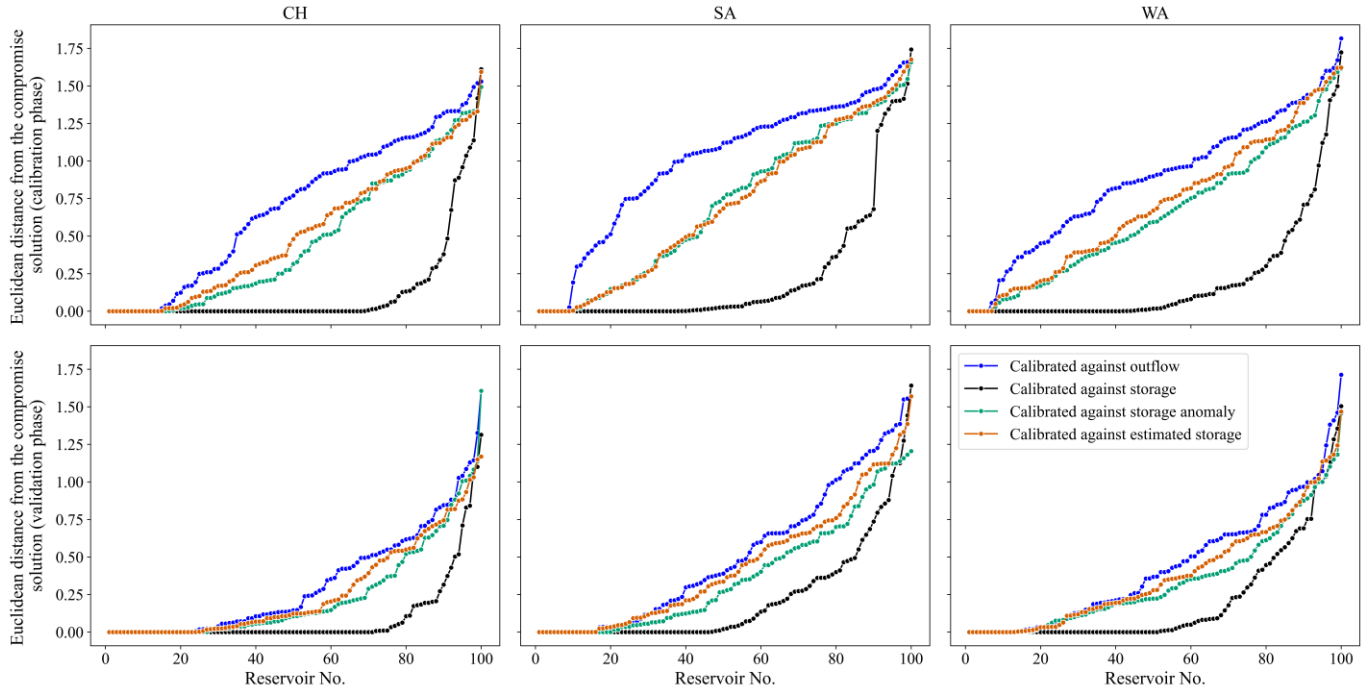 CH
SA
WA
Euclidean distance from the compromise
solution (calibration phase)
1.75
1.50
1.25
1.00
0.75
0.50
0.25
0.00
Euclidean distance from the compromise
solution (validation phase)
1.75
1.50
1.25
1.00
0.75
0.50
0.25
0.00
Calibrated against outflow
Calibrated against storage
Calibrated against storage anomaly
Calibrated against estimated storage
0 20 40 60 80 100
0 20 40 60 80 100
0 20 40 60 80 100
Reservoir No.
Reservoir No.
Reservoir No.